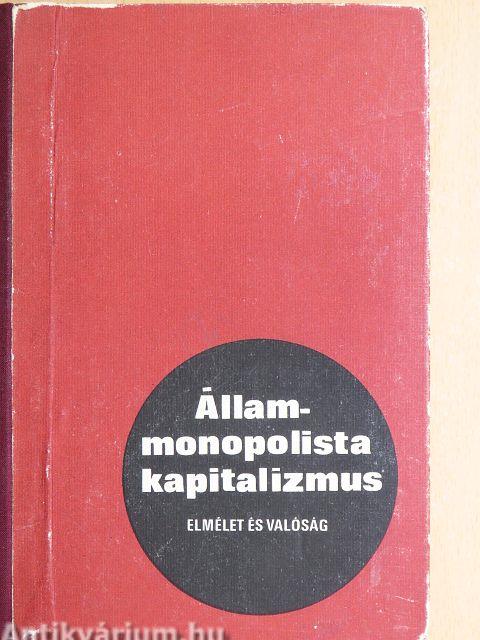 Állam-
monopolista
kapitalizmus
ELMÉLET ÉS VALÓSÁG
Antikvárium.hu